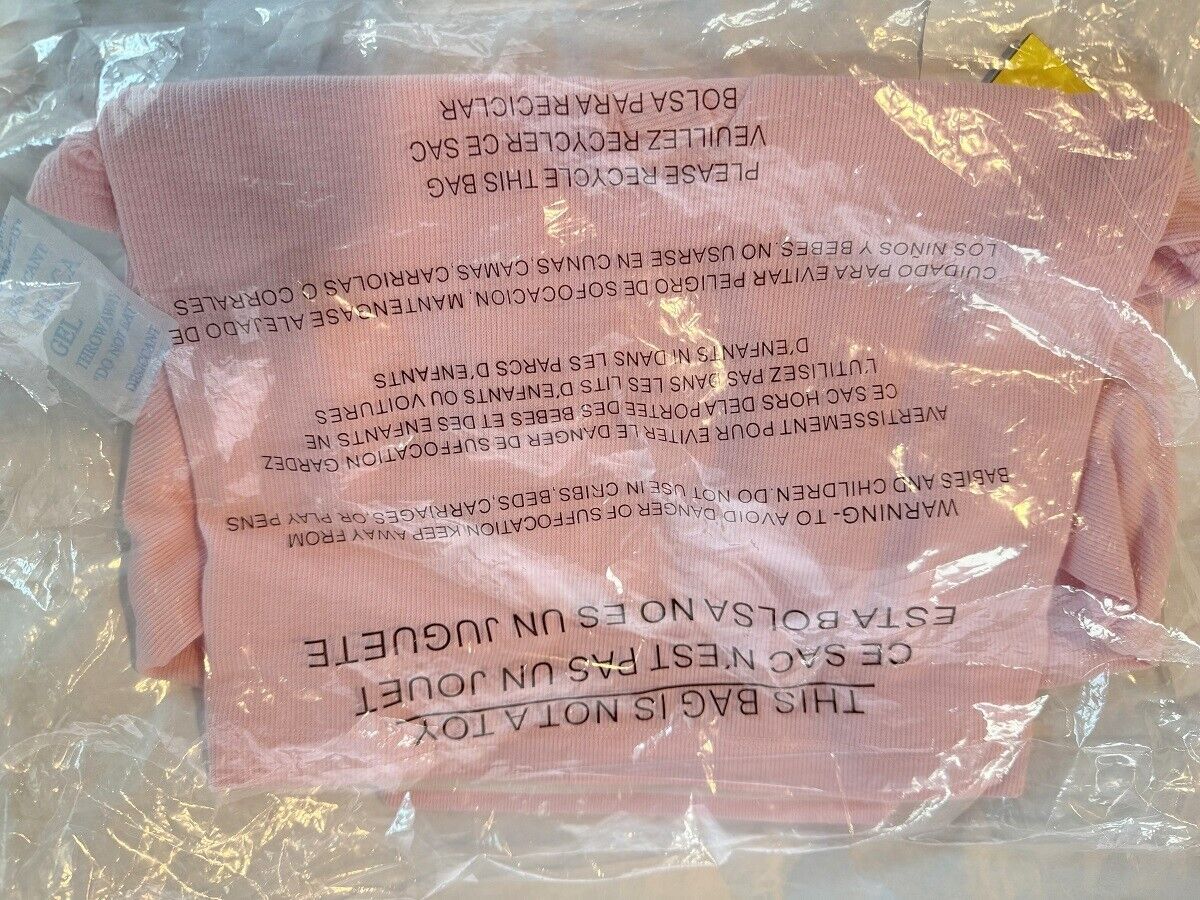 THIS BAG IS NOT A TOY
CE SAC N'EST PAS UN JOUET
ESTA BOLSA NO ES UN JUGUETE
WARNING- TO AVOID DANGER OF SUFFOCATION KEEP AWAY FROM
BABIES AND CHILDREN. DO NOT USE IN CRIBS. BEDS. CARRIAGES. OR PLAY PENS
AVERTISSEMENT POUR EVITER LE DANGER DE SUFFOCATION GARDEZ
CE SAC HORS DE LA PORTEE DES BEBES ET DES ENFANTS NE
L'UTILISEZ PAS DANS LES LITS D'ENFANTS OU VOITURES
D'ENFANTS NI DANS LES PARCS D'ENFANTS
CUIDADO PARA EVITAR PELIGRO DE SOFOCACION. MANTENGASE ALEJADO DE
LOS NIÑOS Y BEBES. NO USARSE EN CUNAS. CAMAS. CARRIOLAS O CORRALES
PLEASE RECYCLE THIS BAG
VEUILLEZ RECYCLER CE SAC
BOLSA PARA RECICLAR
DESICCANT
"DO NOT EAT"
THROW AWAY
GEL